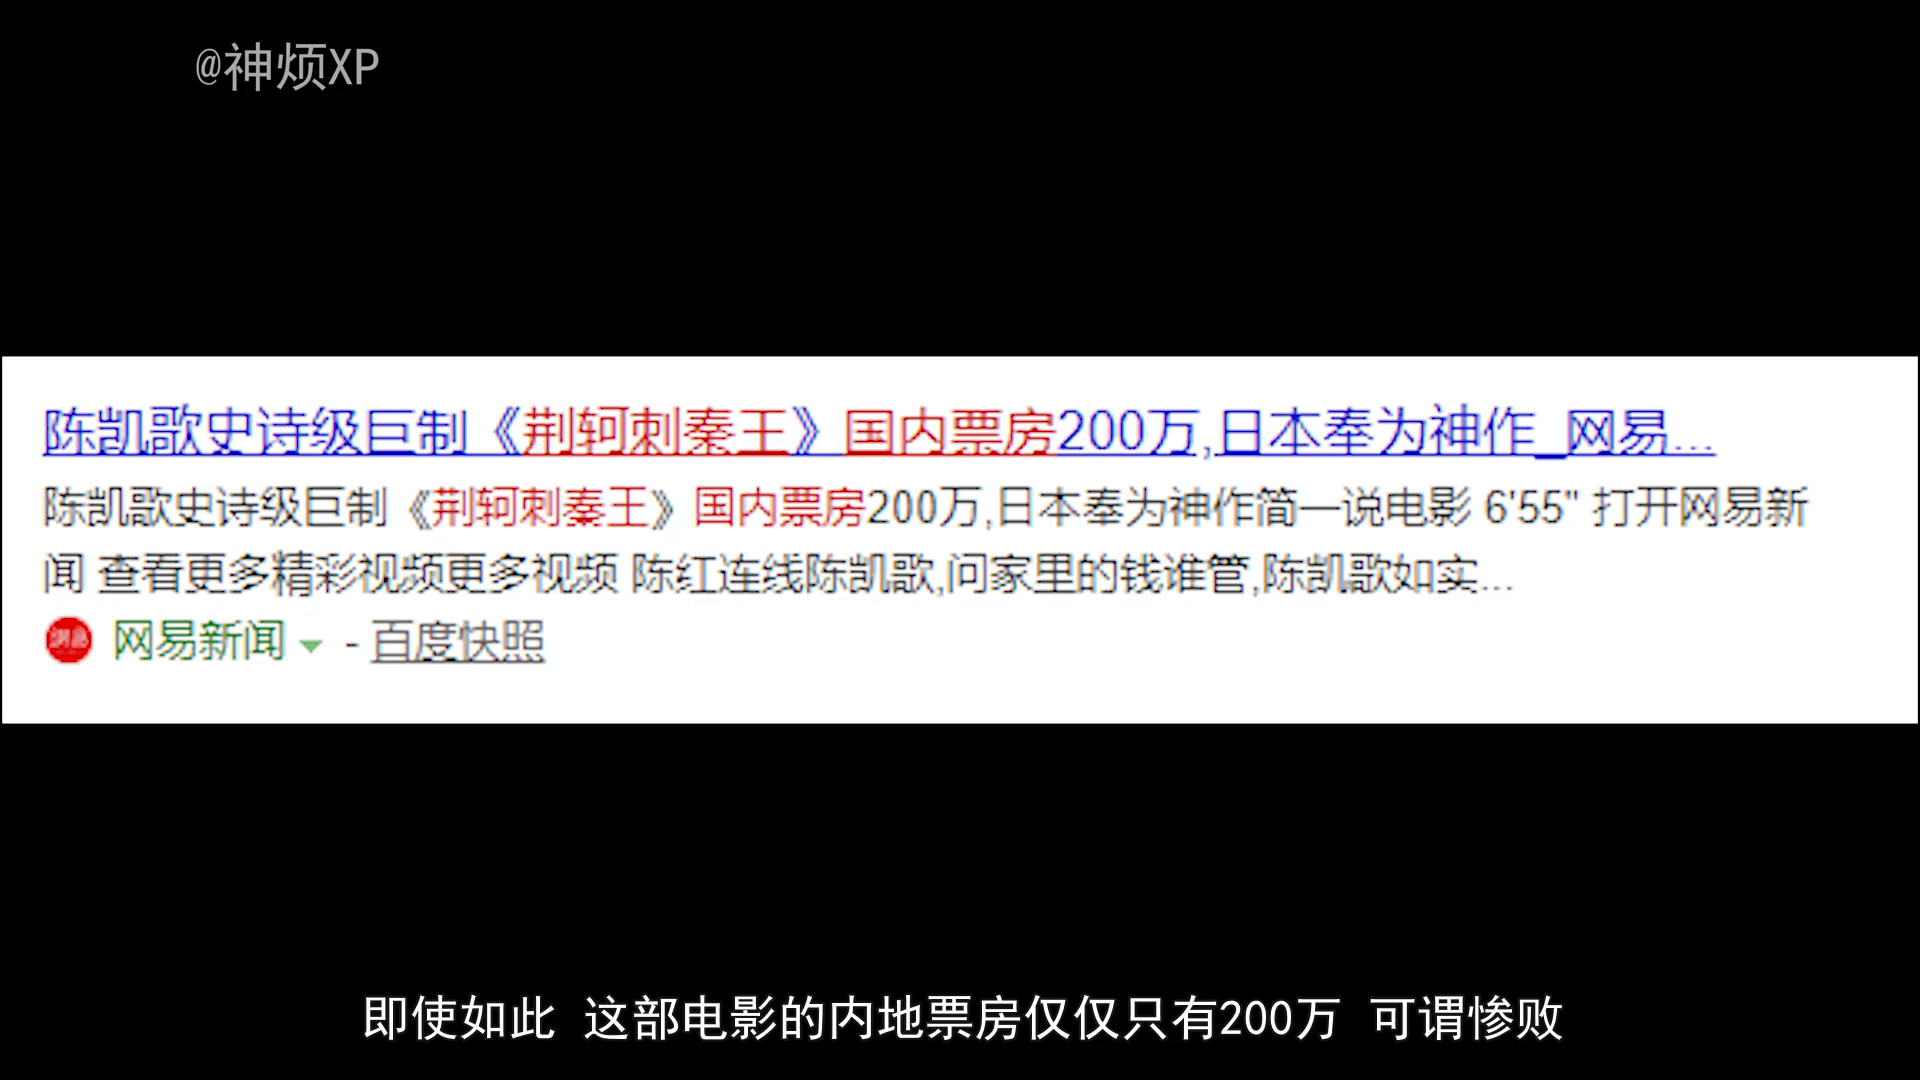 @神烦XP
陈凯歌史诗级巨制《荆轲刺秦王》国内票房200万,日本奉为神作_网易...
陈凯歌史诗级巨制《荆轲刺秦王》国内票房200万,日本奉为神作简一说电影 6'55" 打开网易新
闻 查看更多精彩视频更多视频 陈红连线陈凯歌,问家里的钱谁管,陈凯歌如实...
網易 网易新闻 - 百度快照
即使如此 这部电影的内地票房仅仅只有200万 可谓惨败